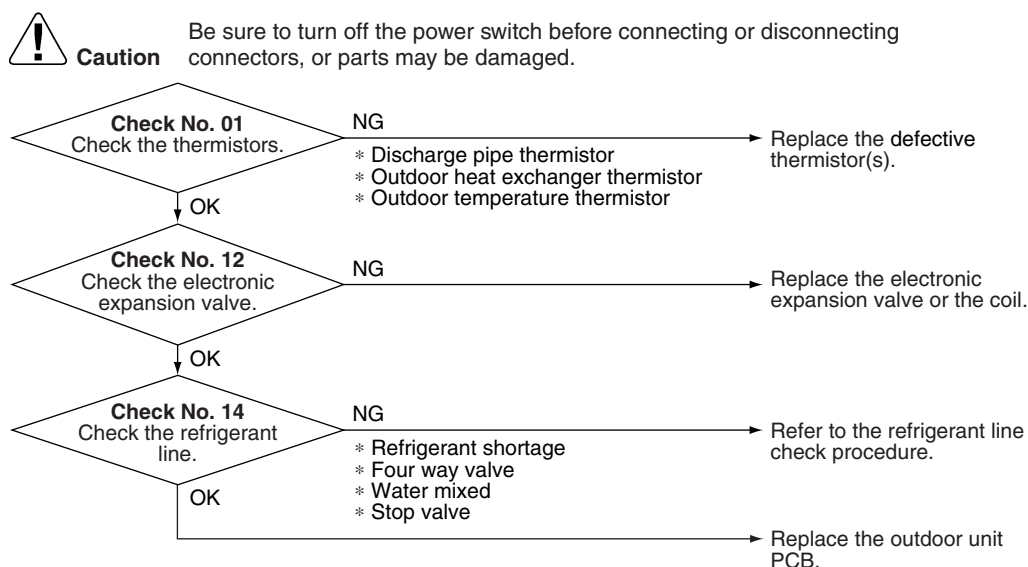 Be sure to turn off the power switch before connecting or disconnecting
Caution connectors, or parts may be damaged.
Check No. 01
Check the thermistors.
NG
∗ Discharge pipe thermistor
∗ Outdoor heat exchanger thermistor
∗ Outdoor temperature thermistor
Replace the defective
thermistor(s).
OK
Check No. 12
Check the electronic
expansion valve.
NG
Replace the electronic
expansion valve or the coil.
OK
Check No. 14
Check the refrigerant
line.
NG
∗ Refrigerant shortage
∗ Four way valve
∗ Water mixed
∗ Stop valve
Refer to the refrigerant line
check procedure.
OK
Replace the outdoor unit
PCB.